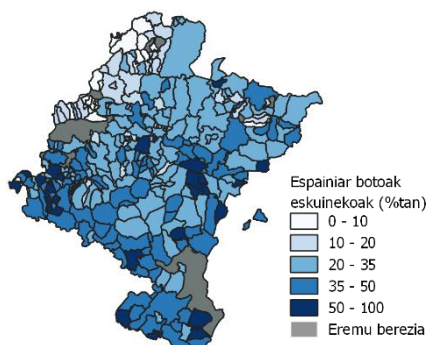 Espainiar botoak
eskuinekoak (%tan)
0 - 10
10 - 20
20 - 35
35 - 50
50 - 100
Eremu berezia